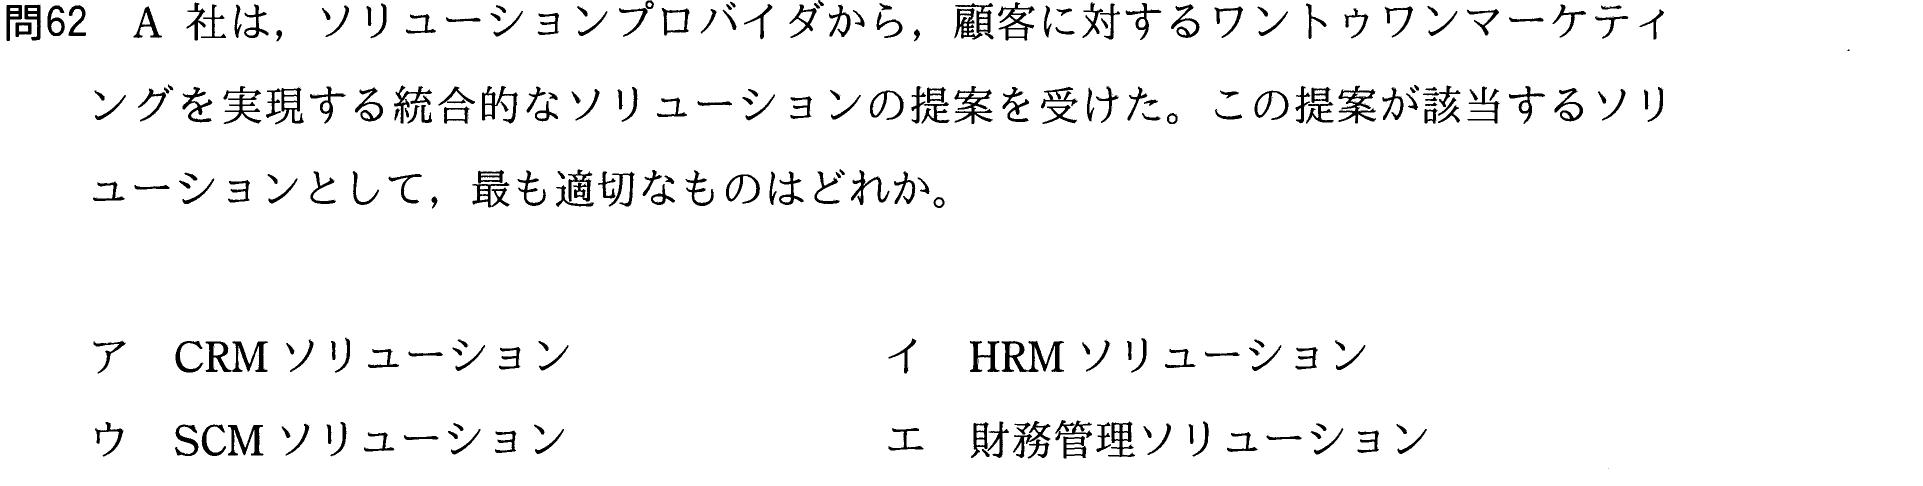 問62 A 社は，ソリューションプロバイダから，顧客に対するワントゥワンマーケティ
ングを実現する統合的なソリューションの提案を受けた。この提案が該当するソリ
ューションとして，最も適切なものはどれか。
ア CRM ソリューション イ HRM ソリューション
ウ SCM ソリューション エ 財務管理ソリューション